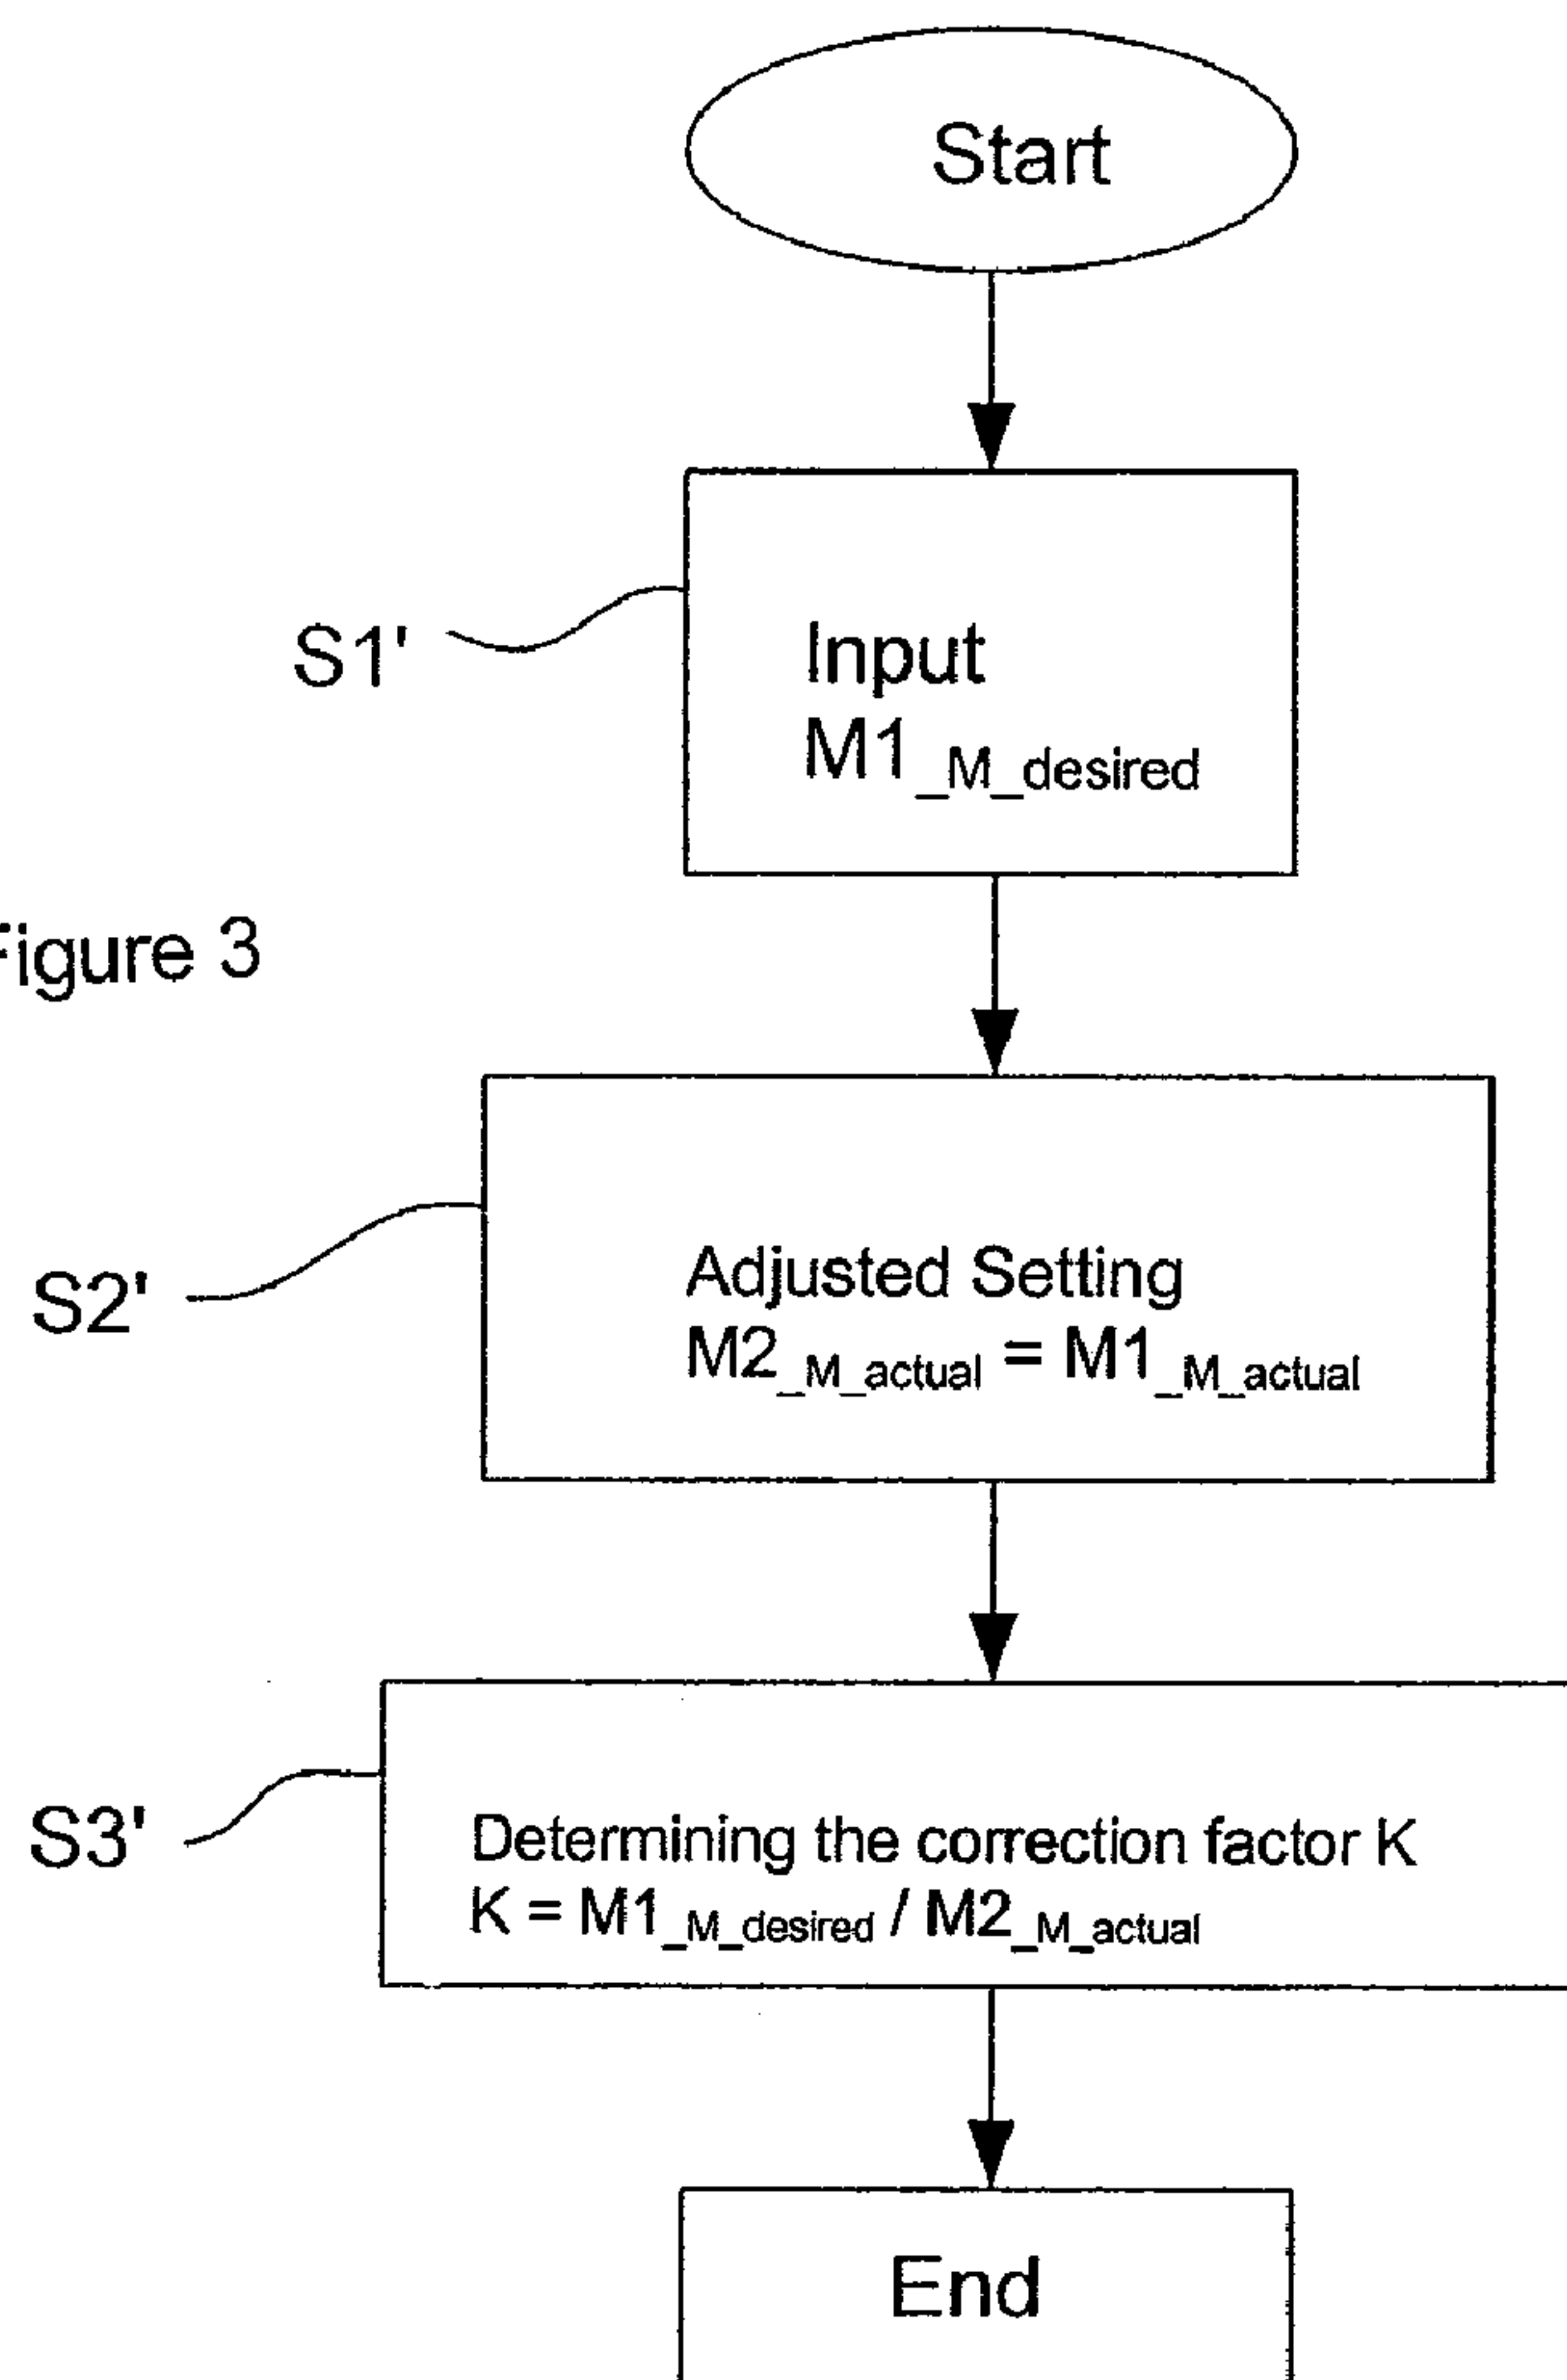 Start
S1'
Input
M1_M_desired
Figure 3
S2'
Adjusted Setting
M2_M_actual = M1_M_actual
S3'
Determining the correction factor K
K = M1_M_desired / M2_M_actual
End